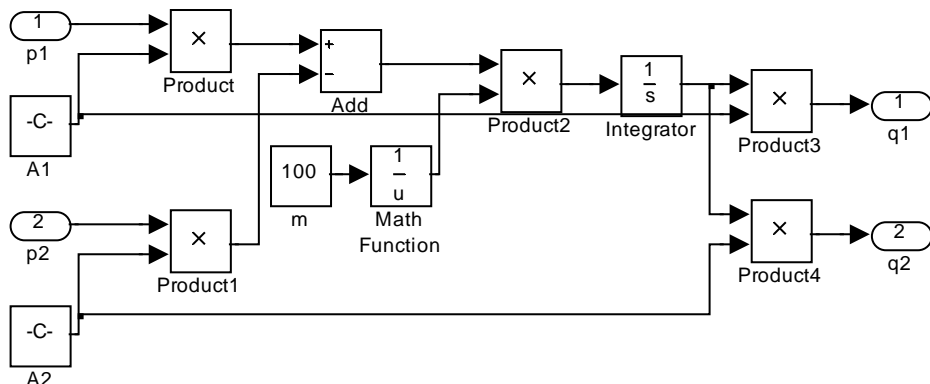 1
p1
×
Product
+
−
Add
×
Product2
1
s
Integrator
×
Product3
1
q1
-C-
A1
100
m
1
u
Math
Function
2
p2
×
Product1
×
Product4
2
q2
-C-
A2